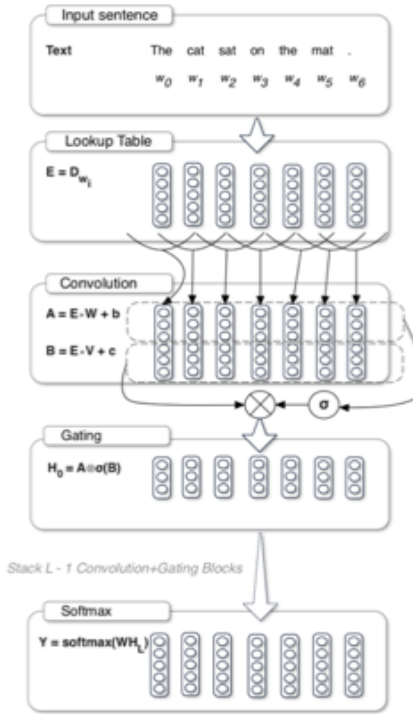 Input sentence
Text The cat sat on the mat .
w0 w1 w2 w3 w4 w5 w6
Lookup Table
E = Dwi
Convolution
A = E*W + b
B = E*V + c
σ
Gating
H0 = A⊗σ(B)
Stack L - 1 Convolution+Gating Blocks
Softmax
Y = softmax(WHL)